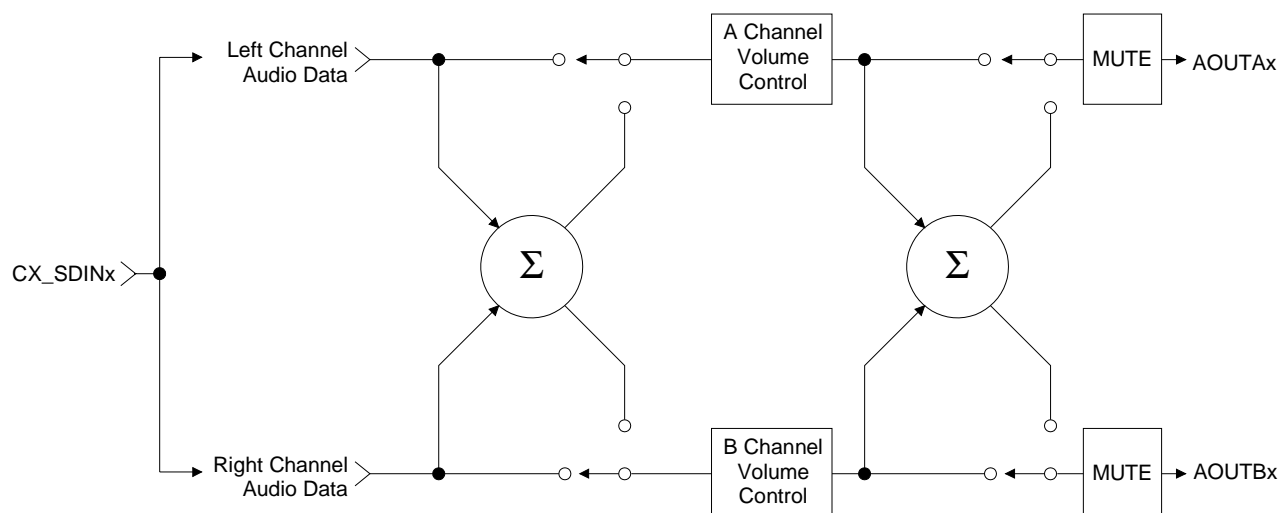 Left Channel
Audio Data
A Channel
Volume
Control
MUTE
AOUTAx
Σ
Σ
CX_SDINx
Right Channel
Audio Data
B Channel
Volume
Control
MUTE
AOUTBx